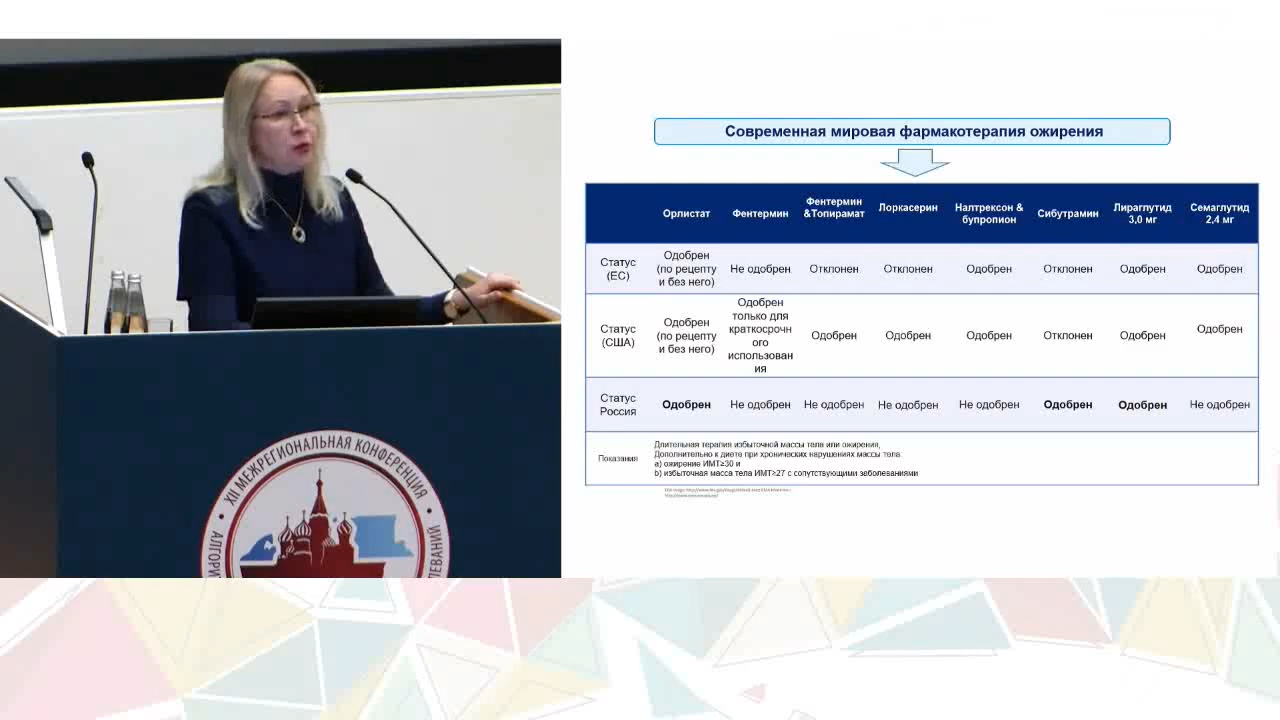 Современная мировая фармакотерапия ожирения
Орлистат
Фентермин
Фентермин
&Топирамат
Лоркасерин
Налтрексон &
бупропион
Сибутрамин
Лираглутид
3,0 мг
Семаглутид
2,4 мг
Статус
(ЕС)
Одобрен
(по рецепту
и без него)
Не одобрен
Отклонен
Отклонен
Одобрен
Отклонен
Одобрен
Одобрен
Статус
(США)
Одобрен
(по рецепту
и без него)
Одобрен
только для
краткосрочн
ого
использован
ия
Одобрен
Одобрен
Одобрен
Отклонен
Одобрен
Одобрен
Статус
Россия
Одобрен
Не одобрен
Не одобрен
Не одобрен
Не одобрен
Одобрен
Одобрен
Не одобрен
Показания
Длительная терапия избыточной массы тела или ожирения,
Дополнительно к диете при хронических нарушениях массы тела:
а) ожирение ИМТ≥30 и
b) избыточная масса тела ИМТ≥27 с сопутствующими заболеваниями
XII МЕЖРЕГИОНАЛЬНАЯ КОНФЕРЕНЦИЯ